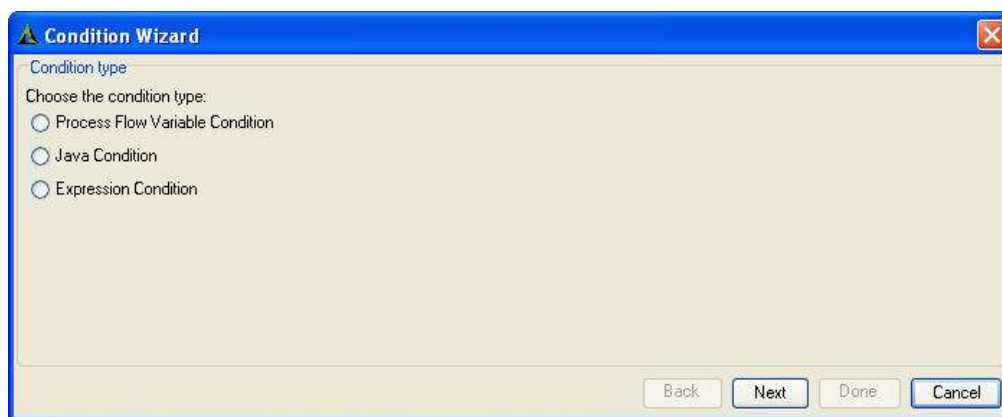 Condition Wizard
Condition type
Choose the condition type:
Process Flow Variable Condition
Java Condition
Expression Condition
Back Next Done Cancel